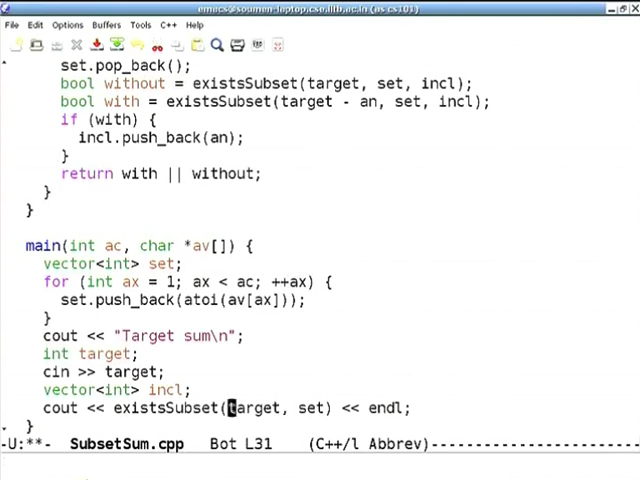 emacs@soumen-laptop.cse.iitb.ac.in (as cs101)
File Edit Options Buffers Tools C++ Help
set.pop_back();
bool without = existsSubset(target, set, incl);
bool with = existsSubset(target - an, set, incl);
if (with) {
incl.push_back(an);
}
return with || without;
}
}
main(int ac, char *av[]) {
vector<int> set;
for (int ax = 1; ax < ac; ++ax) {
set.push_back(atoi(av[ax]));
}
cout << "Target sum\n";
int target;
cin >> target;
vector<int> incl;
cout << existsSubset(target, set) << endl;
}
-U:**- SubsetSum.cpp Bot L31 (C++/l Abbrev)-----------------------